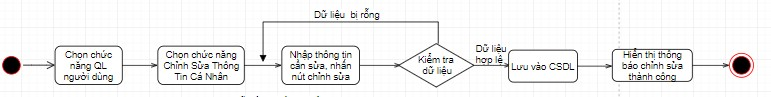 Dữ liệu bị rỗng
Chọn chức
năng QL
người dùng
Chọn chức năng
Chỉnh Sửa Thông
Tin Cá Nhân
Nhập thông tin
cần sửa, nhấn
nút chỉnh sửa
Kiểm tra
dữ liệu
Dữ liệu
hợp lệ
Lưu vào CSDL
Hiển thị thông
báo chỉnh sửa
thành công